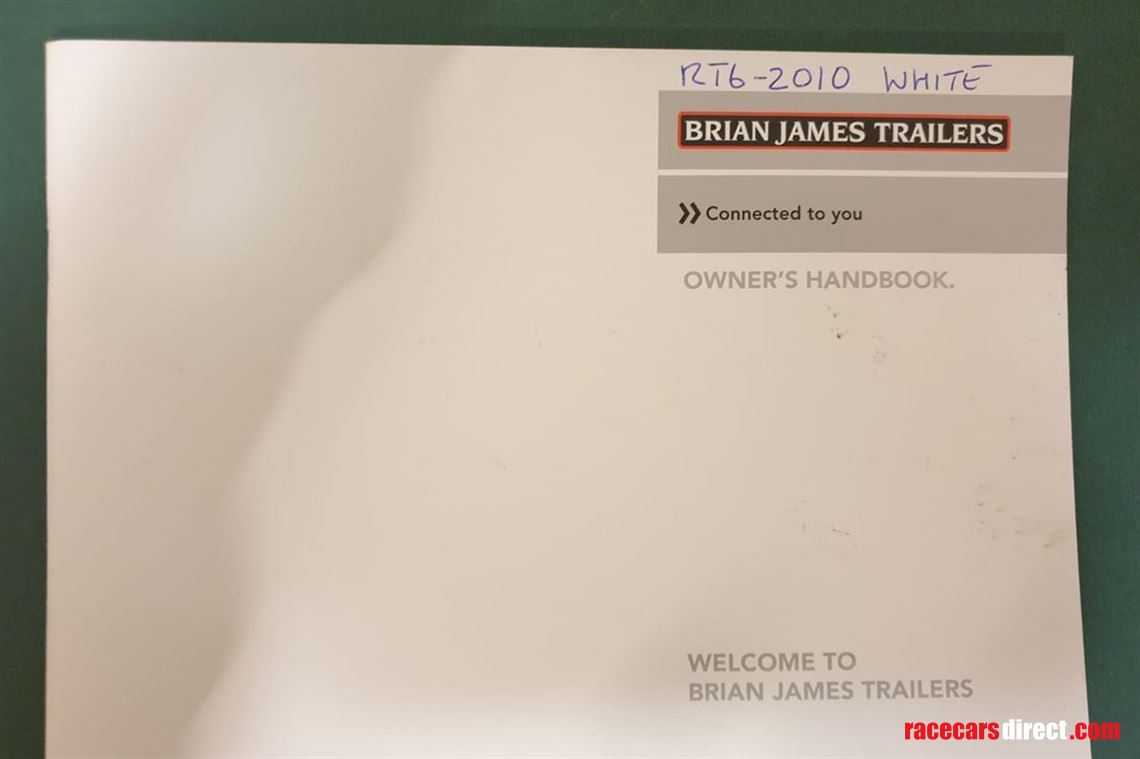 RT6-2010 WHITE
BRIAN JAMES TRAILERS
Connected to you
OWNER'S HANDBOOK.
WELCOME TO
BRIAN JAMES TRAILERS
racecarsdirect.com